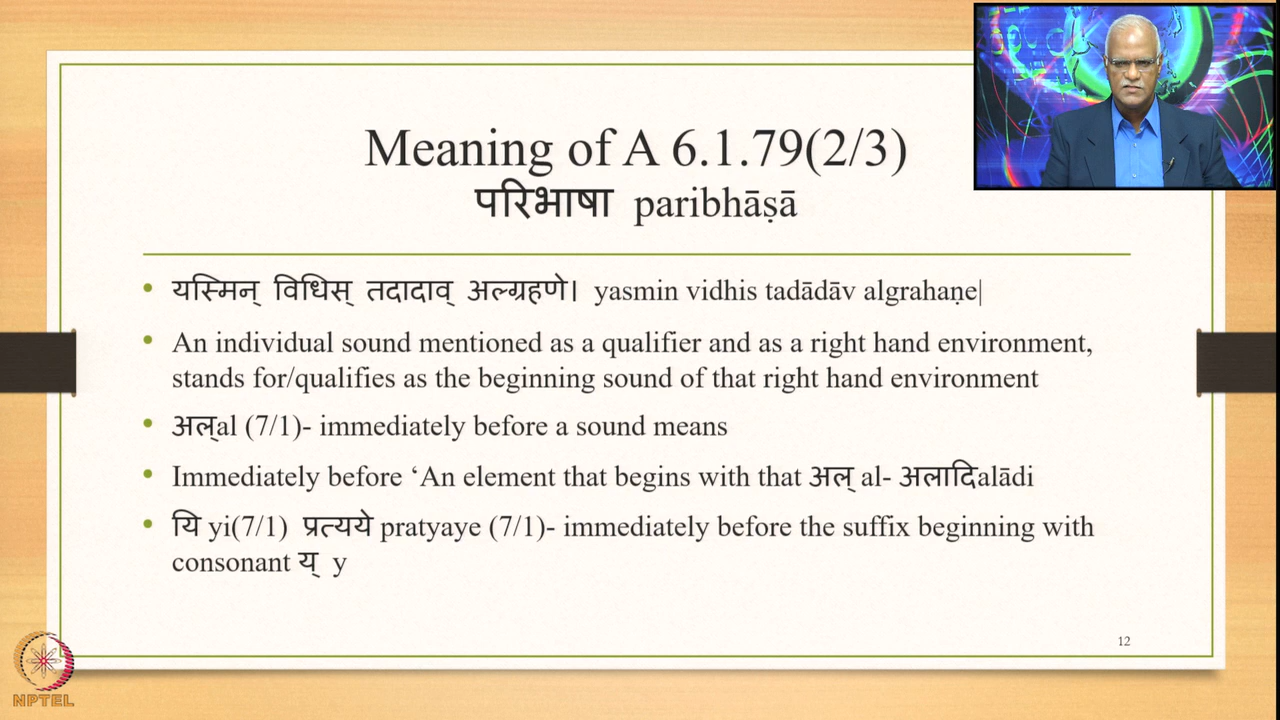 Meaning of A 6.1.79(2/3)
परिभाषा paribhāṣā
• यस्मिन् विधिस् तदादाव् अल्ग्रहणे। yasmin vidhis tadādāv algrahaṇe|
• An individual sound mentioned as a qualifier and as a right hand environment,
stands for/qualifies as the beginning sound of that right hand environment
• अल्al (7/1)- immediately before a sound means
• Immediately before ‘An element that begins with that अल् al- अलादिalādi
• यि yi(7/1) प्रत्यये pratyaye (7/1)- immediately before the suffix beginning with
consonant य् y
12
NPTEL